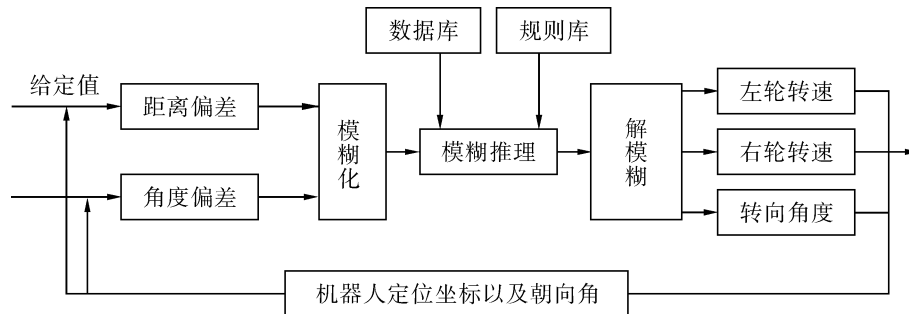 数据库
规则库
给定值
距离偏差
角度偏差
模糊化
模糊推理
解模糊
左轮转速
右轮转速
转向角度
机器人定位坐标以及朝向角